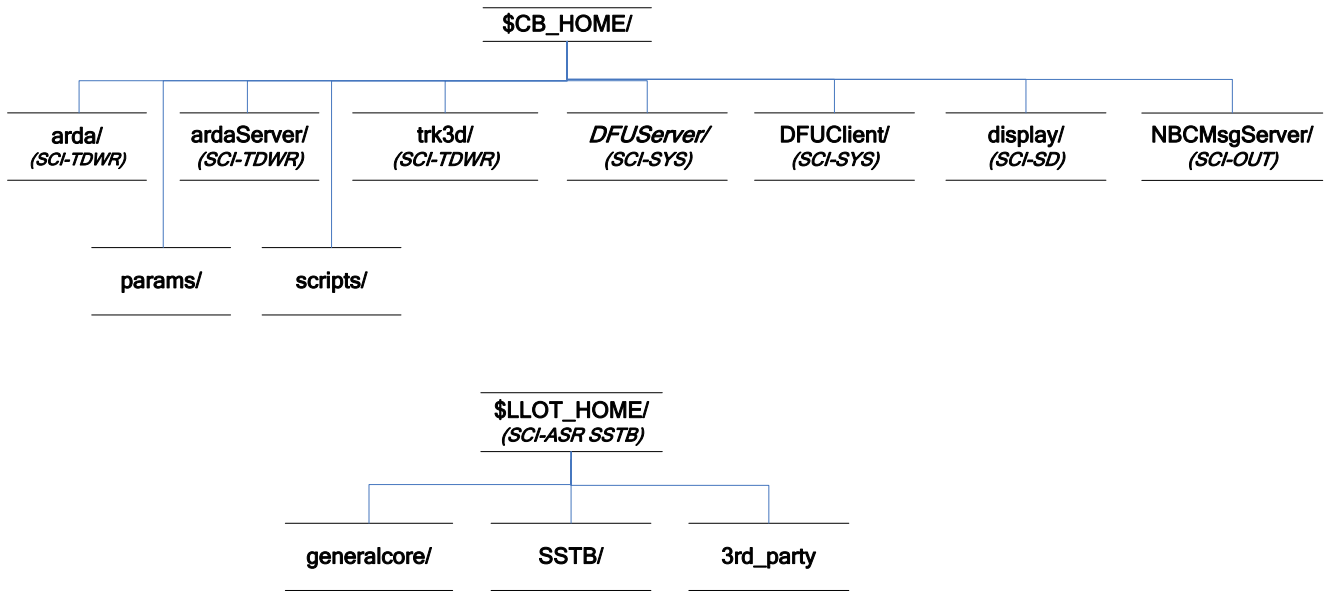 $CB_HOME/
arda/
(SCI-TDWR)
ardaServer/
(SCI-TDWR)
trk3d/
(SCI-TDWR)
DFUServer/
(SCI-SYS)
DFUClient/
(SCI-SYS)
display/
(SCI-SD)
NBCMsgServer/
(SCI-OUT)
params/
scripts/
$LLOT_HOME/
(SCI-ASR SSTB)
generalcore/
SSTB/
3rd_party